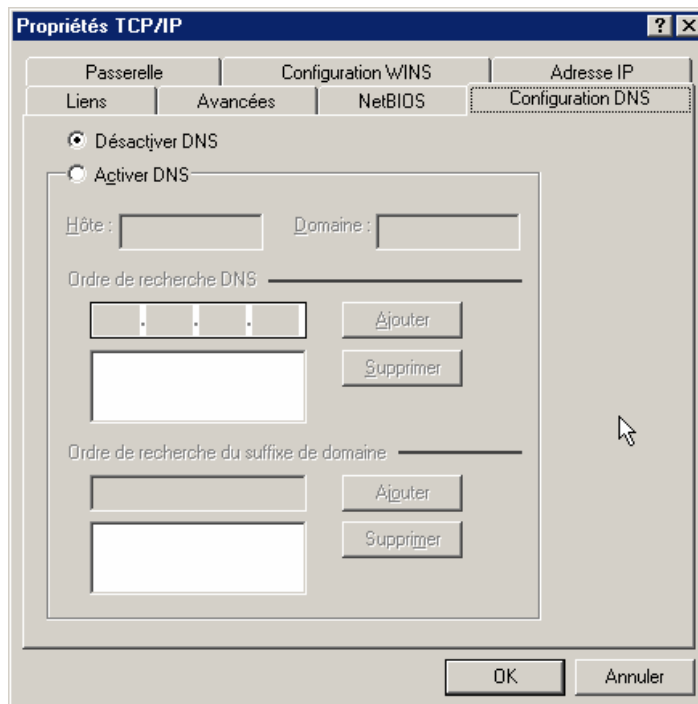 Propriétés TCP/IP
Passerelle Configuration WINS Adresse IP
Liens Avancées NetBIOS Configuration DNS
Désactiver DNS
Activer DNS
Hôte : Domaine :
Ordre de recherche DNS
Ajouter
Supprimer
Ordre de recherche du suffixe de domaine
Ajouter
Supprimer
OK Annuler